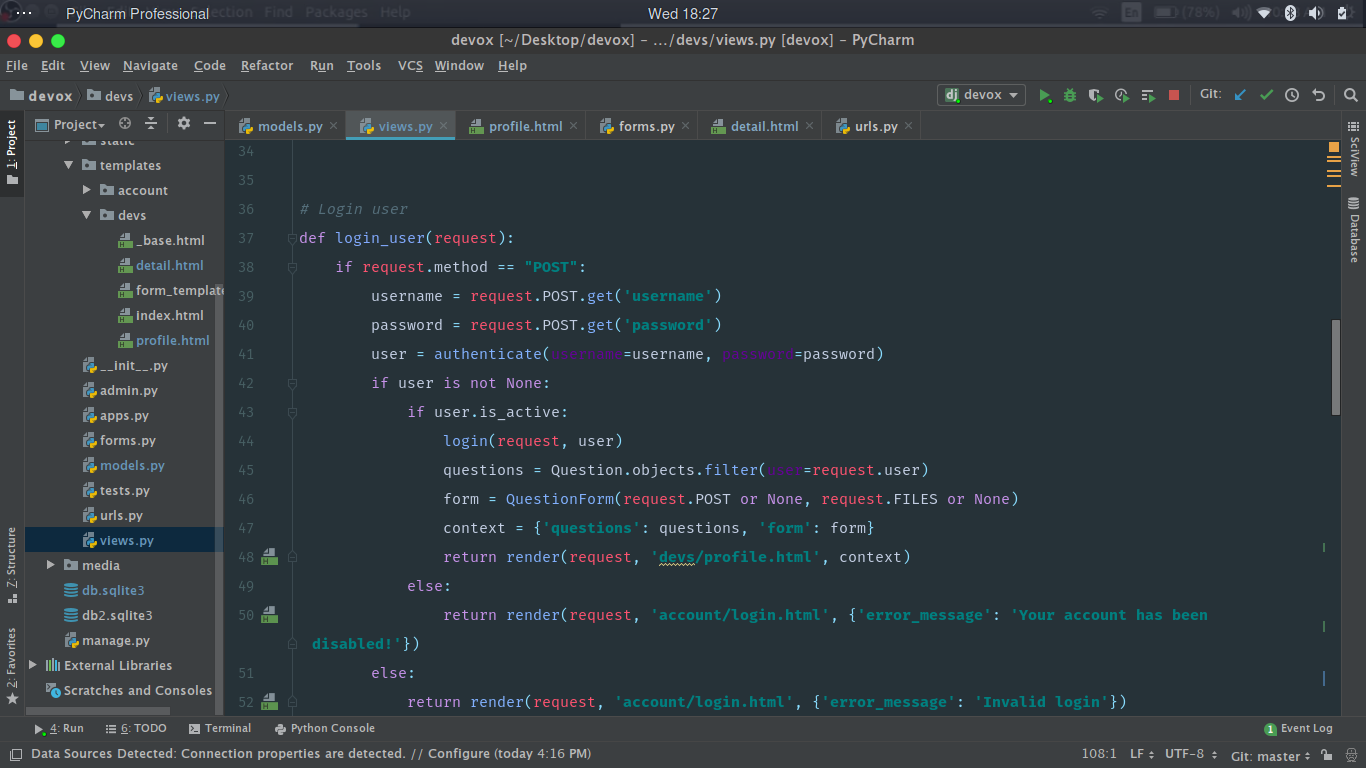 PyCharm Professional
Wed 18:27
devox [~/Desktop/devox] – .../devs/views.py [devox] – PyCharm
File Edit View Navigate Code Refactor Run Tools VCS Window Help
devox devs views.py
devox
Git:
Project
models.py
views.py
profile.html
forms.py
detail.html
urls.py
1: Project
static
templates
account
devs
_base.html
detail.html
form_templat
index.html
profile.html
__init__.py
admin.py
apps.py
forms.py
models.py
tests.py
urls.py
views.py
media
db.sqlite3
db2.sqlite3
manage.py
External Libraries
Scratches and Consoles
Z: Structure
2: Favorites
34
35
36 # Login user
37 def login_user(request):
38 if request.method == "POST":
39 username = request.POST.get('username')
40 password = request.POST.get('password')
41 user = authenticate(username=username, password=password)
42 if user is not None:
43 if user.is_active:
44 login(request, user)
45 questions = Question.objects.filter(user=request.user)
46 form = QuestionForm(request.POST or None, request.FILES or None)
47 context = {'questions': questions, 'form': form}
48 return render(request, 'devs/profile.html', context)
49 else:
50 return render(request, 'account/login.html', {'error_message': 'Your account has been
disabled!'})
51 else:
52 return render(request, 'account/login.html', {'error_message': 'Invalid login'})
SciView
Database
4: Run 6: TODO Terminal Python Console
1 Event Log
Data Sources Detected: Connection properties are detected. // Configure (today 4:16 PM)
108:1 LF UTF-8 Git: master